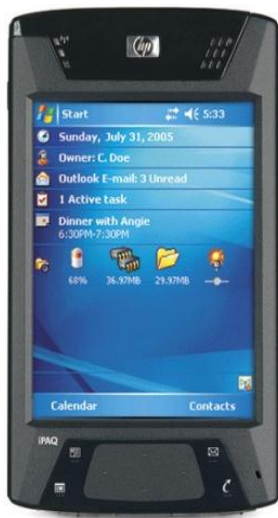 hp
Start 5:33
Sunday, July 31, 2005
Owner: C. Doe
Outlook E-mail: 3 Unread
1 Active task
Dinner with Angie
6:30PM-7:30PM
68% 36.97MB 29.97MB
Calendar Contacts
iPAQ